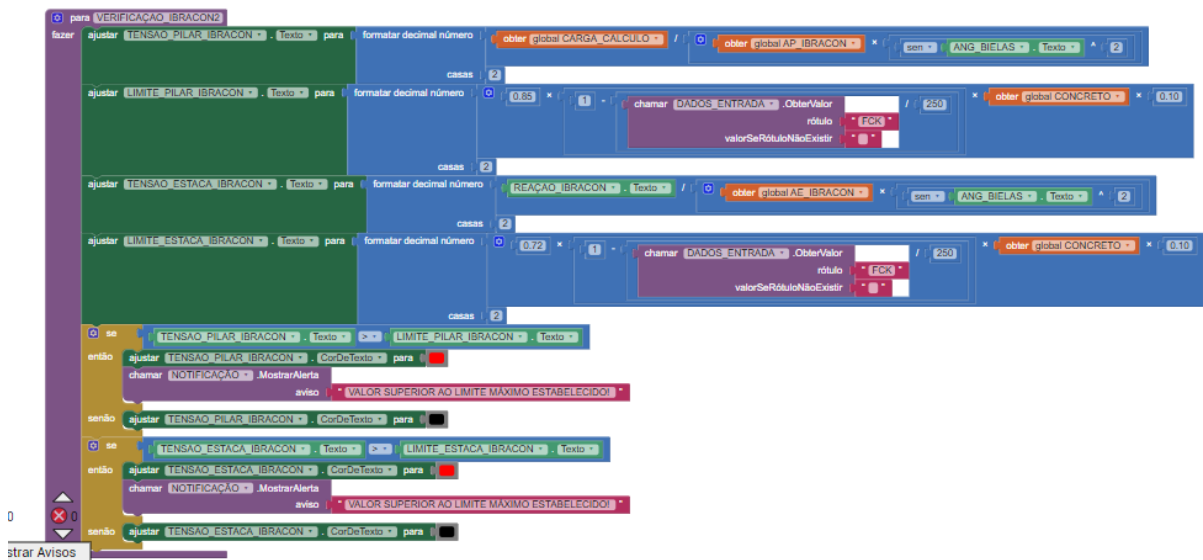 para VERIFICAÇAO_IBRACON2
fazer ajustar TENSAO_PILAR_IBRACON . Texto para formatar decimal número obter global CARGA_CALCULO / obter global AP_IBRACON × sen ANG_BIELAS . Texto ^ 2
casas 2
ajustar LIMITE_PILAR_IBRACON . Texto para formatar decimal número 0.85 × 1 - chamar DADOS_ENTRADA .ObterValor / 250 × obter global CONCRETO × 0.10
rótulo " FCK "
valorSeRótuloNãoExistir " "
casas 2
ajustar TENSAO_ESTACA_IBRACON . Texto para formatar decimal número REAÇAO_IBRACON . Texto / obter global AE_IBRACON × sen ANG_BIELAS . Texto ^ 2
casas 2
ajustar LIMITE_ESTACA_IBRACON . Texto para formatar decimal número 0.72 × 1 - chamar DADOS_ENTRADA .ObterValor / 250 × obter global CONCRETO × 0.10
rótulo " FCK "
valorSeRótuloNãoExistir " "
casas 2
se TENSAO_PILAR_IBRACON . Texto > LIMITE_PILAR_IBRACON . Texto
então ajustar TENSAO_PILAR_IBRACON . CorDeTexto para
chamar NOTIFICAÇÃO .MostrarAlerta
aviso " VALOR SUPERIOR AO LIMITE MÁXIMO ESTABELECIDO! "
senão ajustar TENSAO_PILAR_IBRACON . CorDeTexto para
se TENSAO_ESTACA_IBRACON . Texto > LIMITE_ESTACA_IBRACON . Texto
então ajustar TENSAO_ESTACA_IBRACON . CorDeTexto para
chamar NOTIFICAÇÃO .MostrarAlerta
aviso " VALOR SUPERIOR AO LIMITE MÁXIMO ESTABELECIDO! "
0 0
senão ajustar TENSAO_ESTACA_IBRACON . CorDeTexto para
strar Avisos